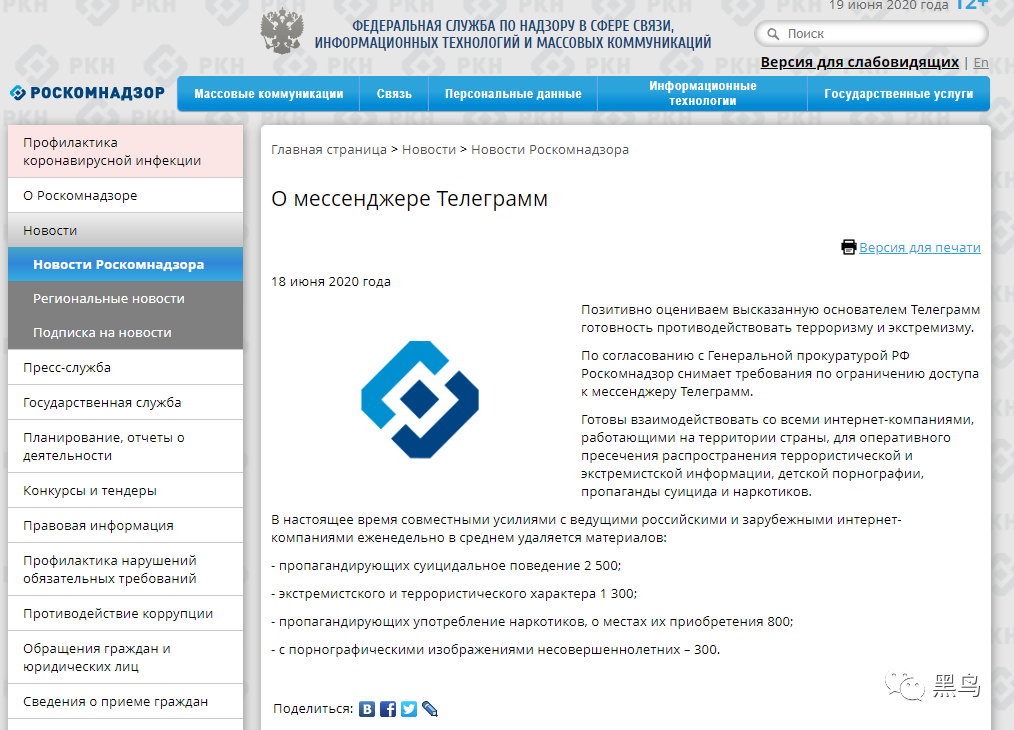 19 июня 2020 года 12+
ФЕДЕРАЛЬНАЯ СЛУЖБА ПО НАДЗОРУ В СФЕРЕ СВЯЗИ,
ИНФОРМАЦИОННЫХ ТЕХНОЛОГИЙ И МАССОВЫХ КОММУНИКАЦИЙ
Поиск
Версия для слабовидящих | En
РОСКОМНАДЗОР
Массовые коммуникации
Связь
Персональные данные
Информационные
технологии
Государственные услуги
Профилактика
коронавирусной инфекции
О Роскомнадзоре
Новости
Новости Роскомнадзора
Региональные новости
Подписка на новости
Пресс-служба
Государственная служба
Планирование, отчеты о
деятельности
Конкурсы и тендеры
Правовая информация
Профилактика нарушений
обязательных требований
Противодействие коррупции
Обращения граждан и
юридических лиц
Сведения о приеме граждан
Главная страница > Новости > Новости Роскомнадзора
О мессенджере Телеграмм
Версия для печати
18 июня 2020 года
Позитивно оцениваем высказанную основателем Телеграмм
готовность противодействовать терроризму и экстремизму.
По согласованию с Генеральной прокуратурой РФ
Роскомнадзор снимает требования по ограничению доступа
к мессенджеру Телеграмм.
Готовы взаимодействовать со всеми интернет-компаниями,
работающими на территории страны, для оперативного
пресечения распространения террористической и
экстремистской информации, детской порнографии,
пропаганды суицида и наркотиков.
В настоящее время совместными усилиями с ведущими российскими и зарубежными интернет-
компаниями еженедельно в среднем удаляется материалов:
- пропагандирующих суицидальное поведение 2 500;
- экстремистского и террористического характера 1 300;
- пропагандирующих употребление наркотиков, о местах их приобретения 800;
- с порнографическими изображениями несовершеннолетних – 300.
Поделиться:
黑鸟